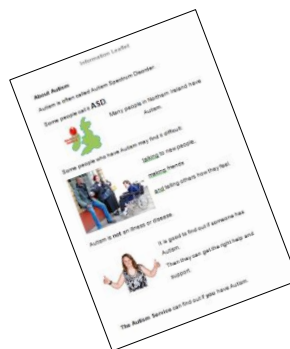 Information Leaflet
About Autism
Autism is often called Autism Spectrum Disorder.
Some people call it ASD.
Many people in Northern Ireland have
Autism.
Some people who have Autism may find it difficult
talking to new people,
making friends
and telling others how they feel.
Autism is not an illness or disease.
It is good to find out if someone has
Autism.
Then they can get the right help and
support.
The Autism Service can find out if you have Autism.